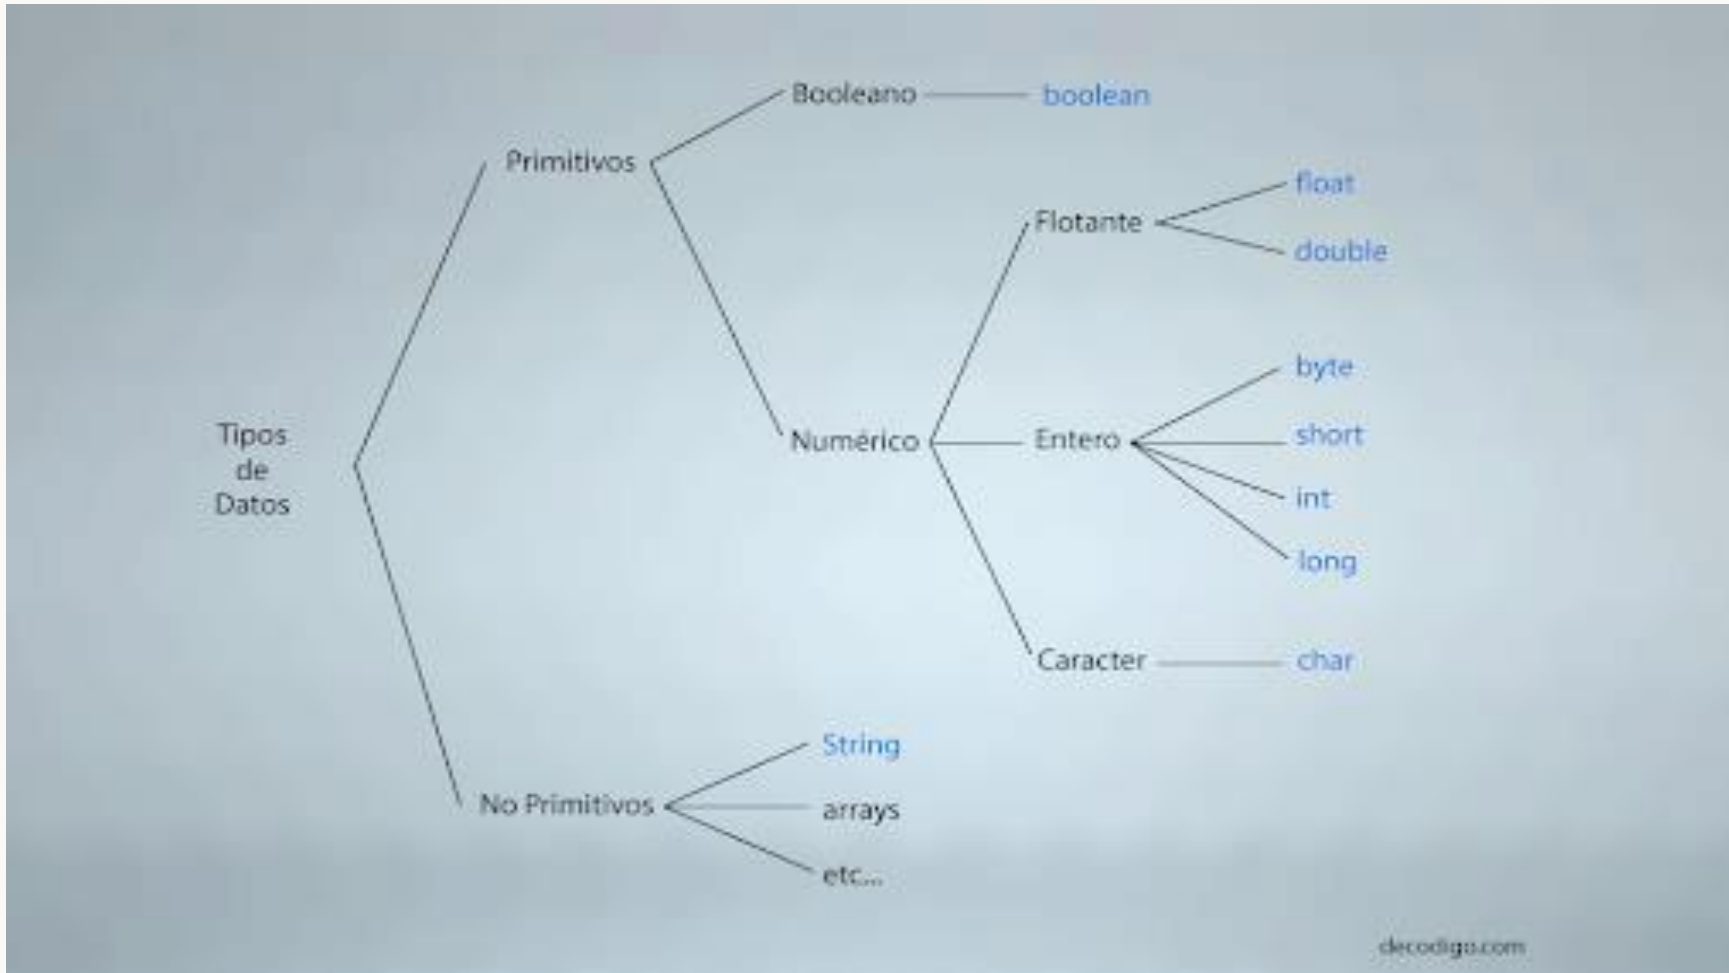 Booleano
boolean
Primitivos
float
Flotante
double
byte
Tipos
de
Datos
Numérico
Entero
short
int
long
Caracter
char
String
No Primitivos
arrays
etc...
decodigo.com